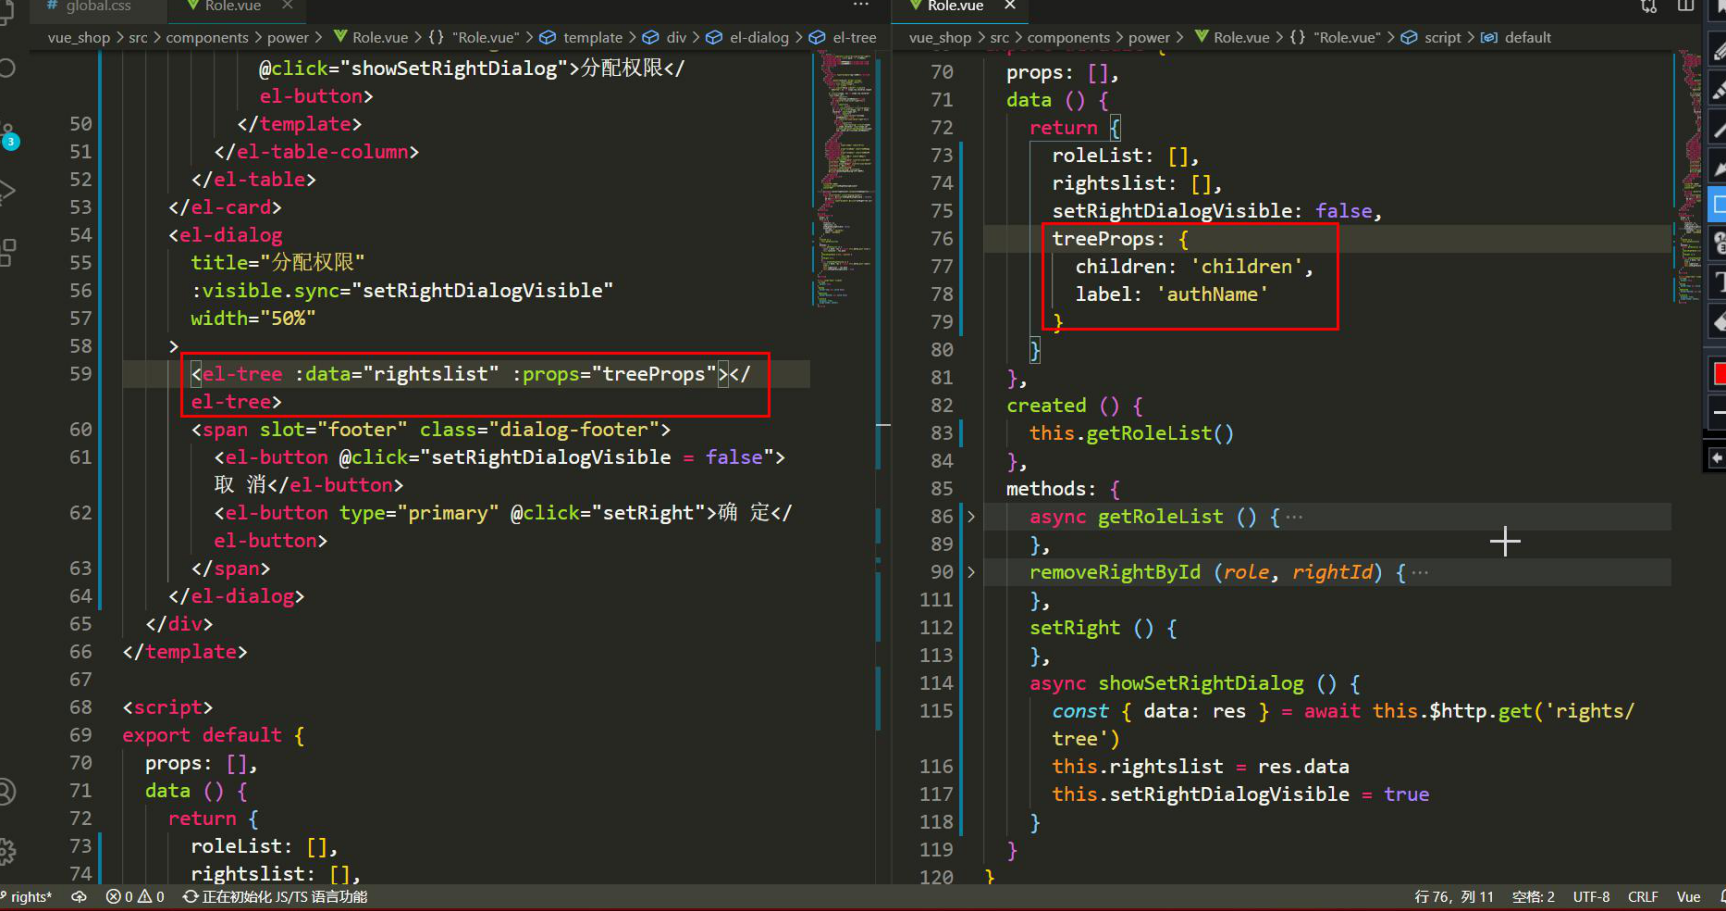 # global.css
Role.vue ×
···
vue_shop > src > components > power > Role.vue > {} "Role.vue" > template > div > el-dialog > el-tree
@click="showSetRightDialog">分配权限</
el-button>
50 </template>
51 </el-table-column>
52 </el-table>
53 </el-card>
54 <el-dialog
55 title="分配权限"
56 :visible.sync="setRightDialogVisible"
57 width="50%"
58 >
59 <el-tree :data="rightslist" :props="treeProps"></
el-tree>
60 <span slot="footer" class="dialog-footer">
61 <el-button @click="setRightDialogVisible = false">
取 消</el-button>
62 <el-button type="primary" @click="setRight">确 定</
el-button>
63 </span>
64 </el-dialog>
65 </div>
66 </template>
67
68 <script>
69 export default {
70 props: [],
71 data () {
72 return {
73 roleList: [],
74 rightslist: [],
Role.vue ×
vue_shop > src > components > power > Role.vue > {} "Role.vue" > script > default
export default {
70 props: [],
71 data () {
72 return {
73 roleList: [],
74 rightslist: [],
75 setRightDialogVisible: false,
76 treeProps: {
77 children: 'children',
78 label: 'authName'
79 }
80 }
81 },
82 created () {
83 this.getRoleList()
84 },
85 methods: {
86 > async getRoleList () {···
89 },
90 > removeRightById (role, rightId) {···
111 },
112 setRight () {
113 },
114 async showSetRightDialog () {
115 const { data: res } = await this.$http.get('rights/
tree')
116 this.rightslist = res.data
117 this.setRightDialogVisible = true
118 }
119 }
120 }
3
rights* 0 0 正在初始化 JS/TS 语言功能
行 76，列 11 空格: 2 UTF-8 CRLF Vue